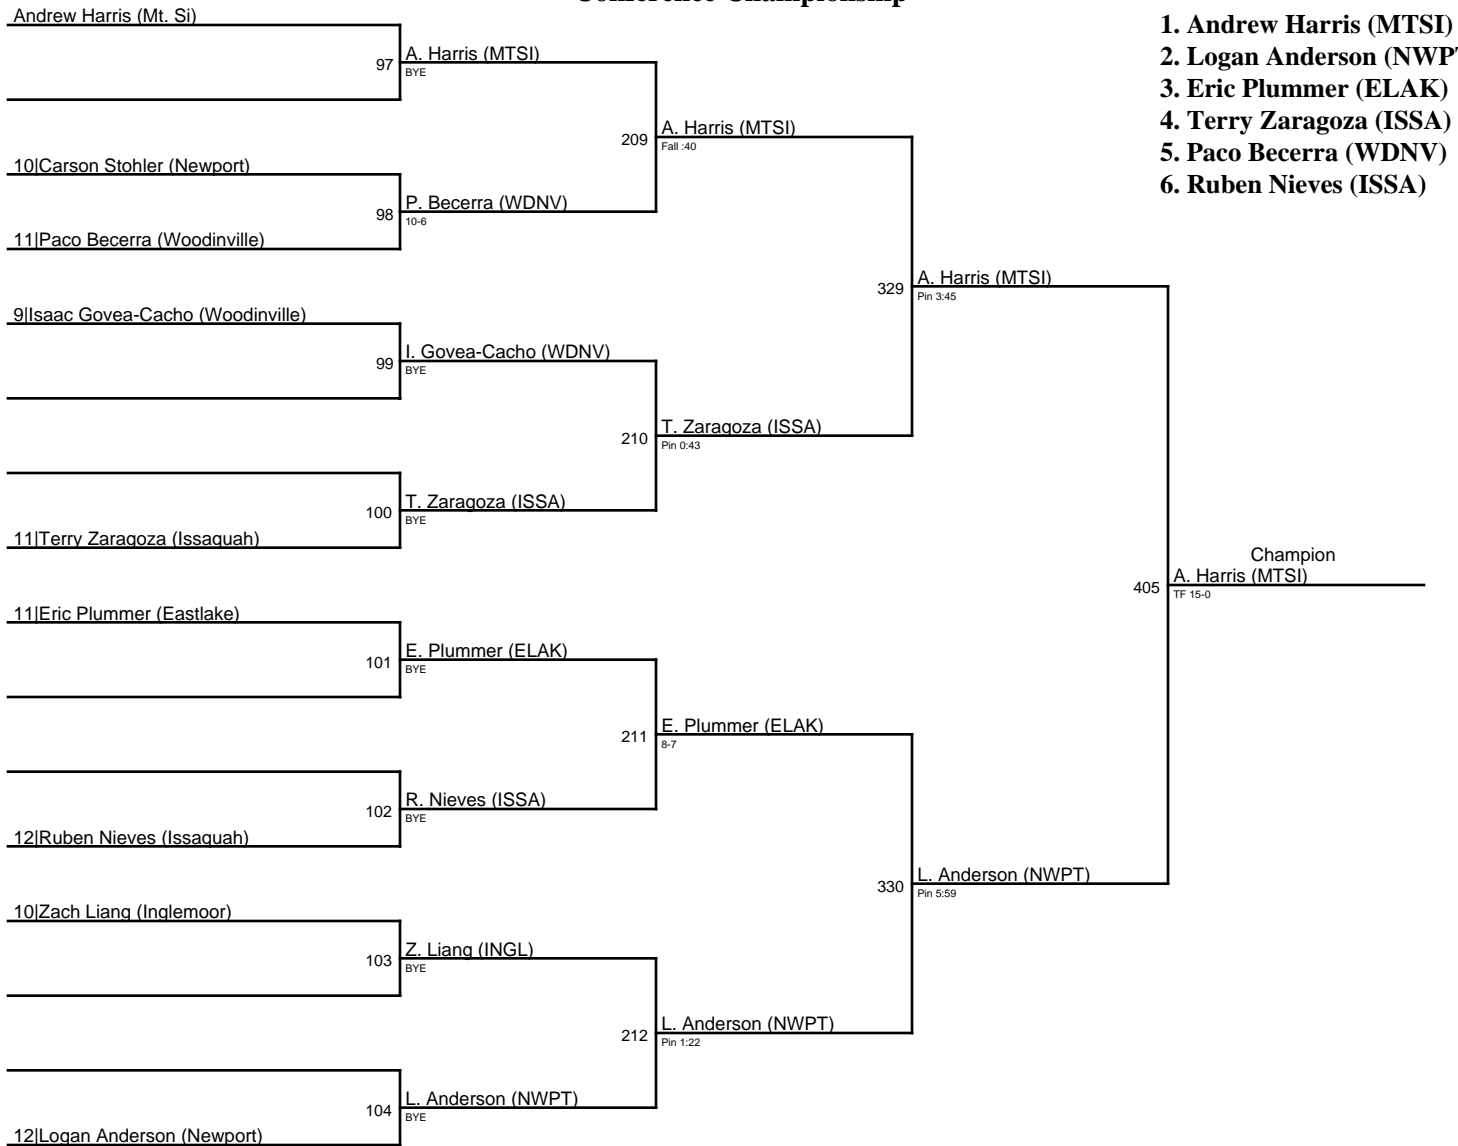 Conference Championship
1. Andrew Harris (MTSI)
2. Logan Anderson (NWPT
3. Eric Plummer (ELAK)
4. Terry Zaragoza (ISSA)
5. Paco Becerra (WDNV)
6. Ruben Nieves (ISSA)
Andrew Harris (Mt. Si)
97
A. Harris (MTSI)
BYE
209
A. Harris (MTSI)
Fall :40
10|Carson Stohler (Newport)
98
P. Becerra (WDNV)
10-6
11|Paco Becerra (Woodinville)
329
A. Harris (MTSI)
Pin 3:45
9|Isaac Govea-Cacho (Woodinville)
99
I. Govea-Cacho (WDNV)
BYE
210
T. Zaragoza (ISSA)
Pin 0:43
100
T. Zaragoza (ISSA)
BYE
11|Terry Zaragoza (Issaquah)
Champion
405
A. Harris (MTSI)
TF 15-0
11|Eric Plummer (Eastlake)
101
E. Plummer (ELAK)
BYE
211
E. Plummer (ELAK)
8-7
102
R. Nieves (ISSA)
BYE
12|Ruben Nieves (Issaquah)
330
L. Anderson (NWPT)
Pin 5:59
10|Zach Liang (Inglemoor)
103
Z. Liang (INGL)
BYE
212
L. Anderson (NWPT)
Pin 1:22
104
L. Anderson (NWPT)
BYE
12|Logan Anderson (Newport)